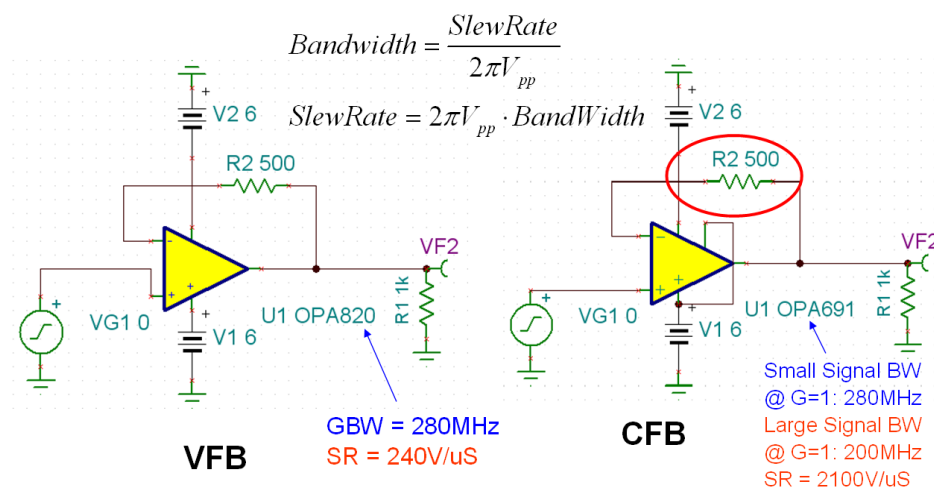 Bandwidth = SlewRate / 2πVpp
SlewRate = 2πVpp · BandWidth
+
V2 6
R2 500
-
+
+
+
VG1 0
U1 OPA820
VF2
R1 1k
+
V1 6
GBW = 280MHz
SR = 240V/uS
VFB
+
V2 6
R2 500
-
+
+
+
VG1 0
U1 OPA691
VF2
R1 1k
+
V1 6
Small Signal BW
@ G=1: 280MHz
Large Signal BW
@ G=1: 200MHz
SR = 2100V/uS
CFB